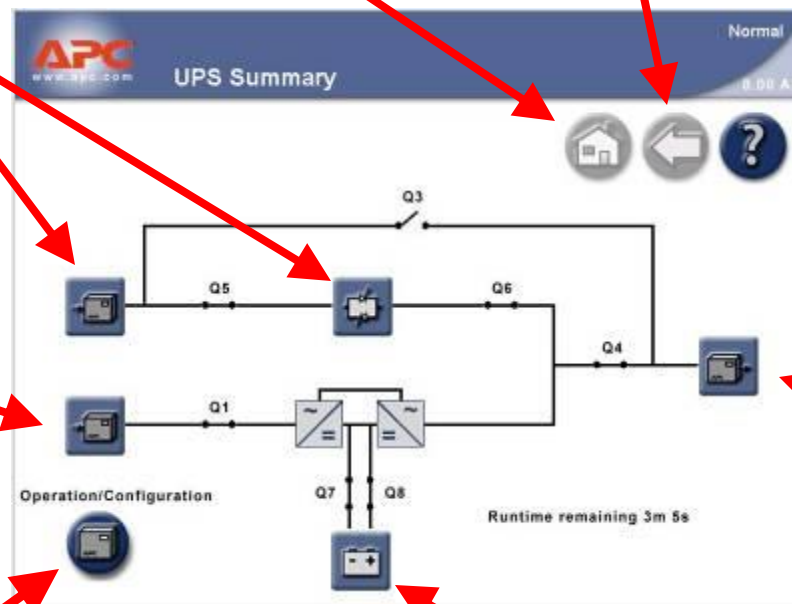 Normal
APC
www.apc.com
UPS Summary
?
Q3
Q5
Q6
Q4
Q1
Operation/Configuration
Q7
Q8
Runtime remaining 3m 5s